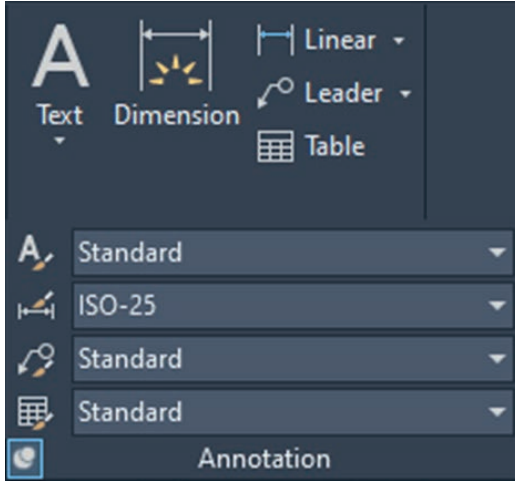 A
Linear
Leader
Text Dimension
Table
A
Standard
ISO-25
Standard
Standard
Annotation